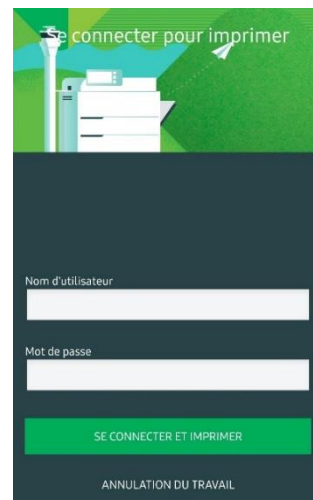 Se connecter pour imprimer
Nom d'utilisateur
Mot de passe
SE CONNECTER ET IMPRIMER
ANNULATION DU TRAVAIL